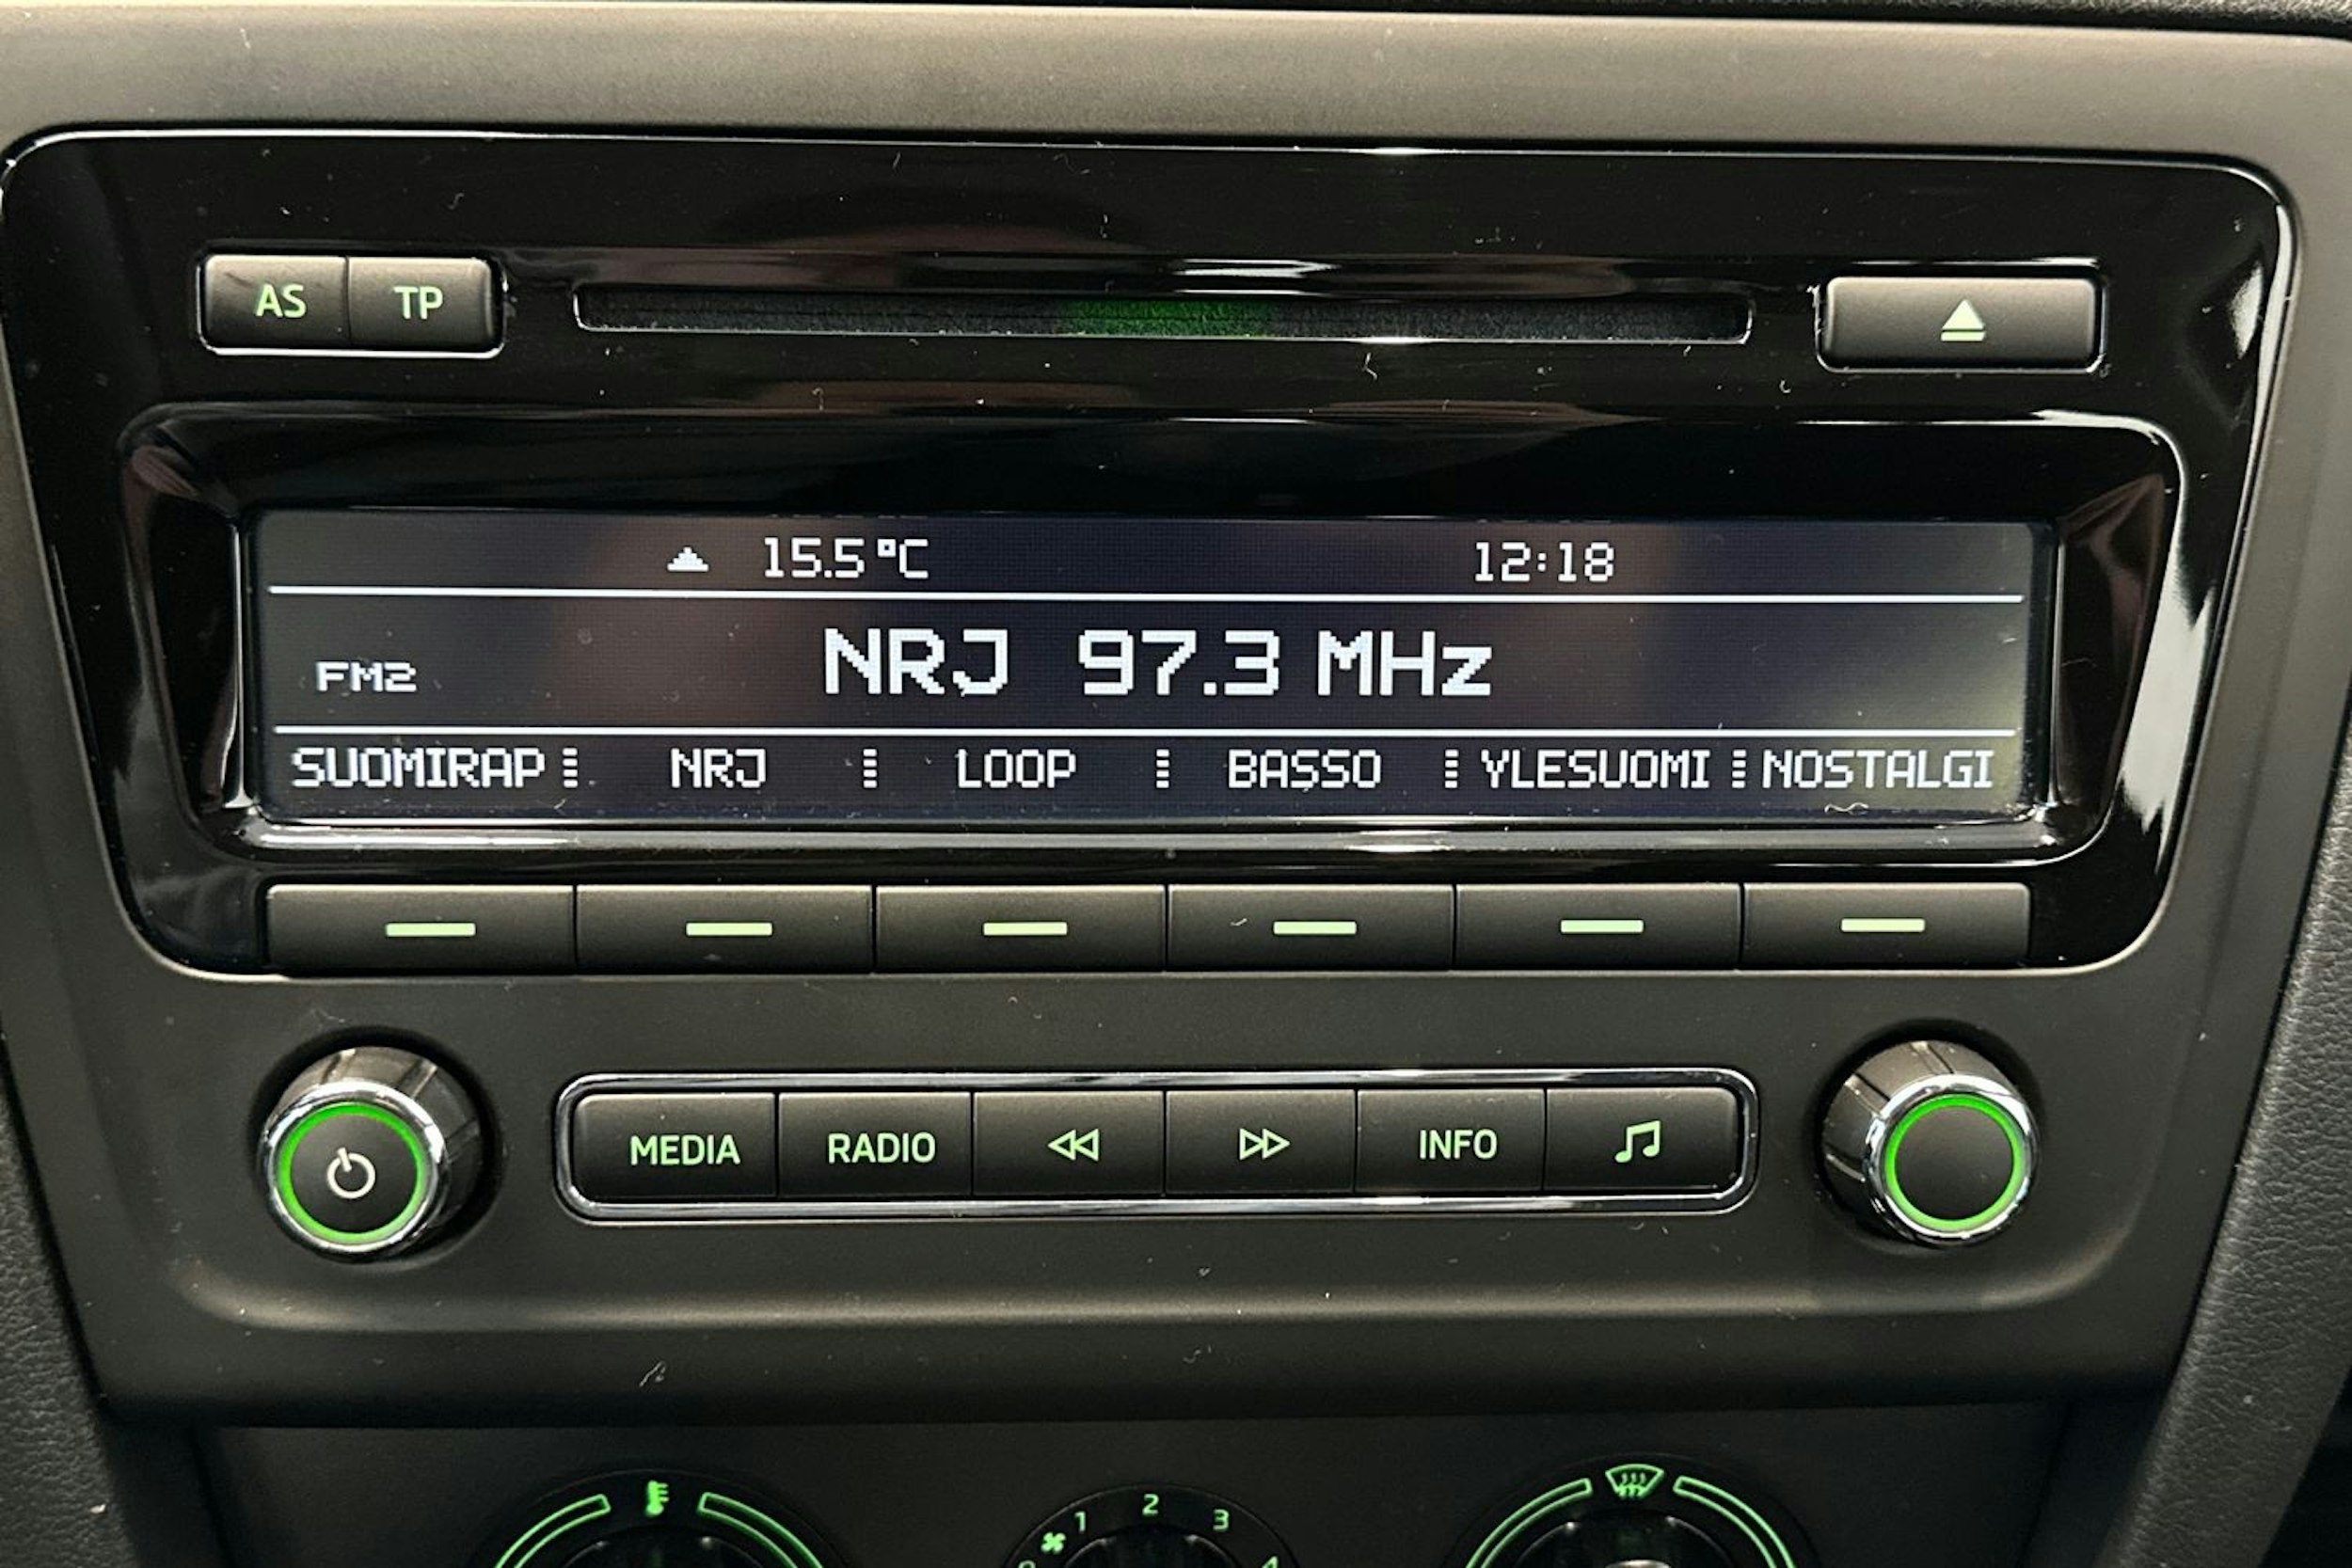 AS TP
15.5°C 12:18
FM2 NRJ 97.3 MHz
SUOMIRAP NRJ LOOP BASSO YLESUOMI NOSTALGI
MEDIA RADIO INFO
1 2 3